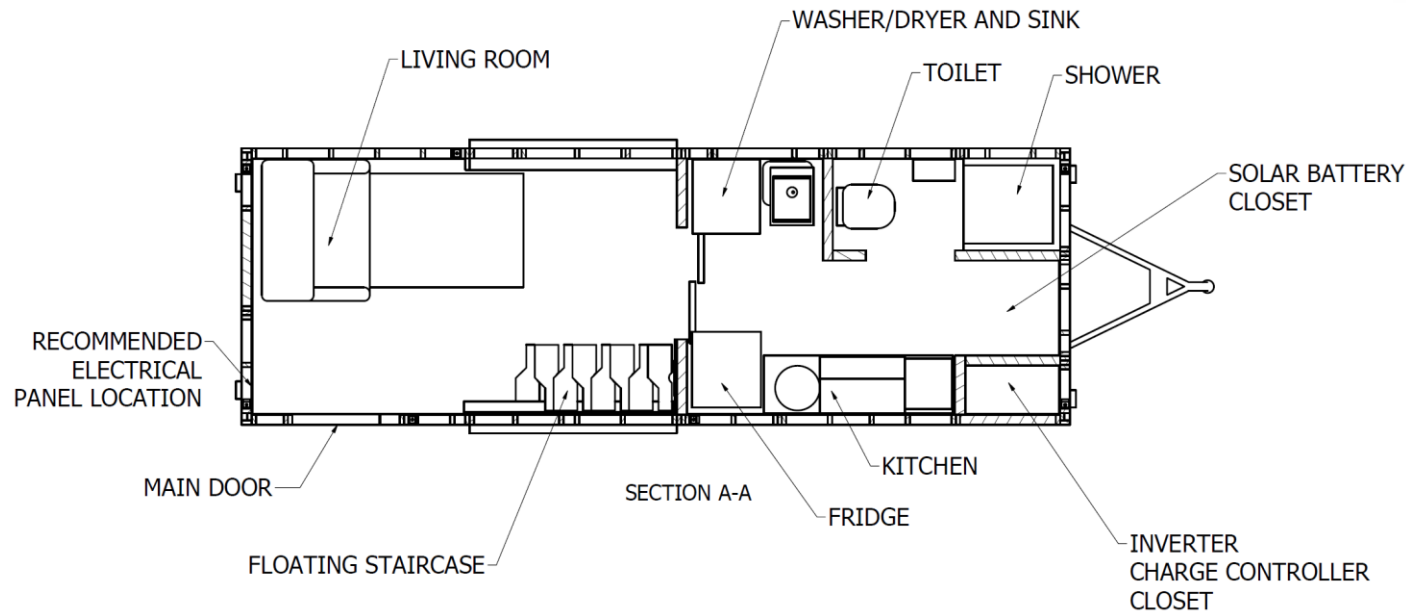 WASHER/DRYER AND SINK
LIVING ROOM
TOILET
SHOWER
SOLAR BATTERY
CLOSET
RECOMMENDED
ELECTRICAL
PANEL LOCATION
MAIN DOOR
KITCHEN
SECTION A-A
FRIDGE
FLOATING STAIRCASE
INVERTER
CHARGE CONTROLLER
CLOSET